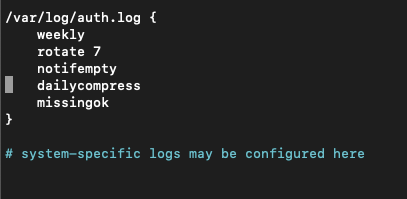 /var/log/auth.log {
    weekly
    rotate 7
    notifempty
    dailycompress
    missingok
}
# system-specific logs may be configured here